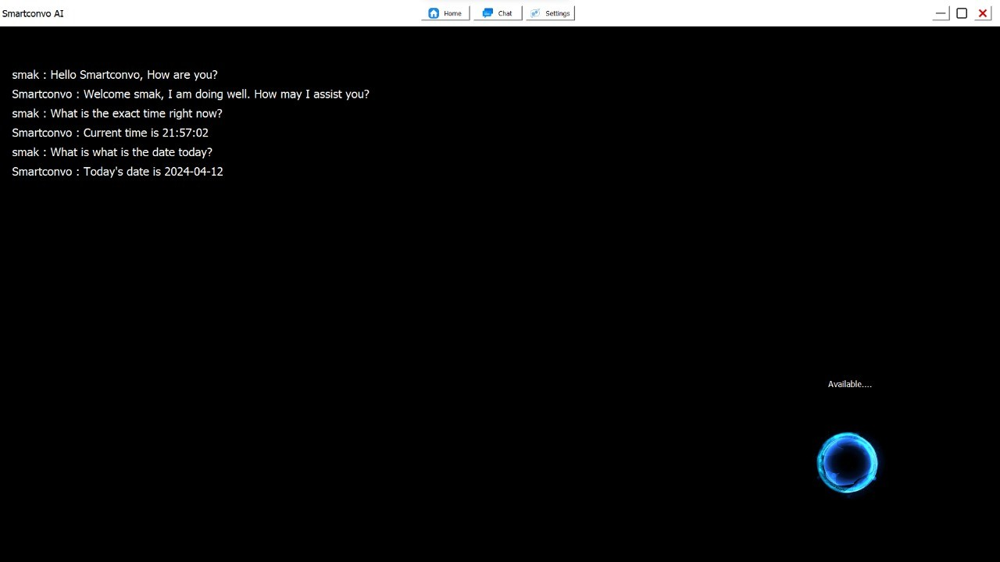 Smartconvo AI
Home
Chat
Settings
smak : Hello Smartconvo, How are you?
Smartconvo : Welcome smak, I am doing well. How may I assist you?
smak : What is the exact time right now?
Smartconvo : Current time is 21:57:02
smak : What is what is the date today?
Smartconvo : Today's date is 2024-04-12
Available....